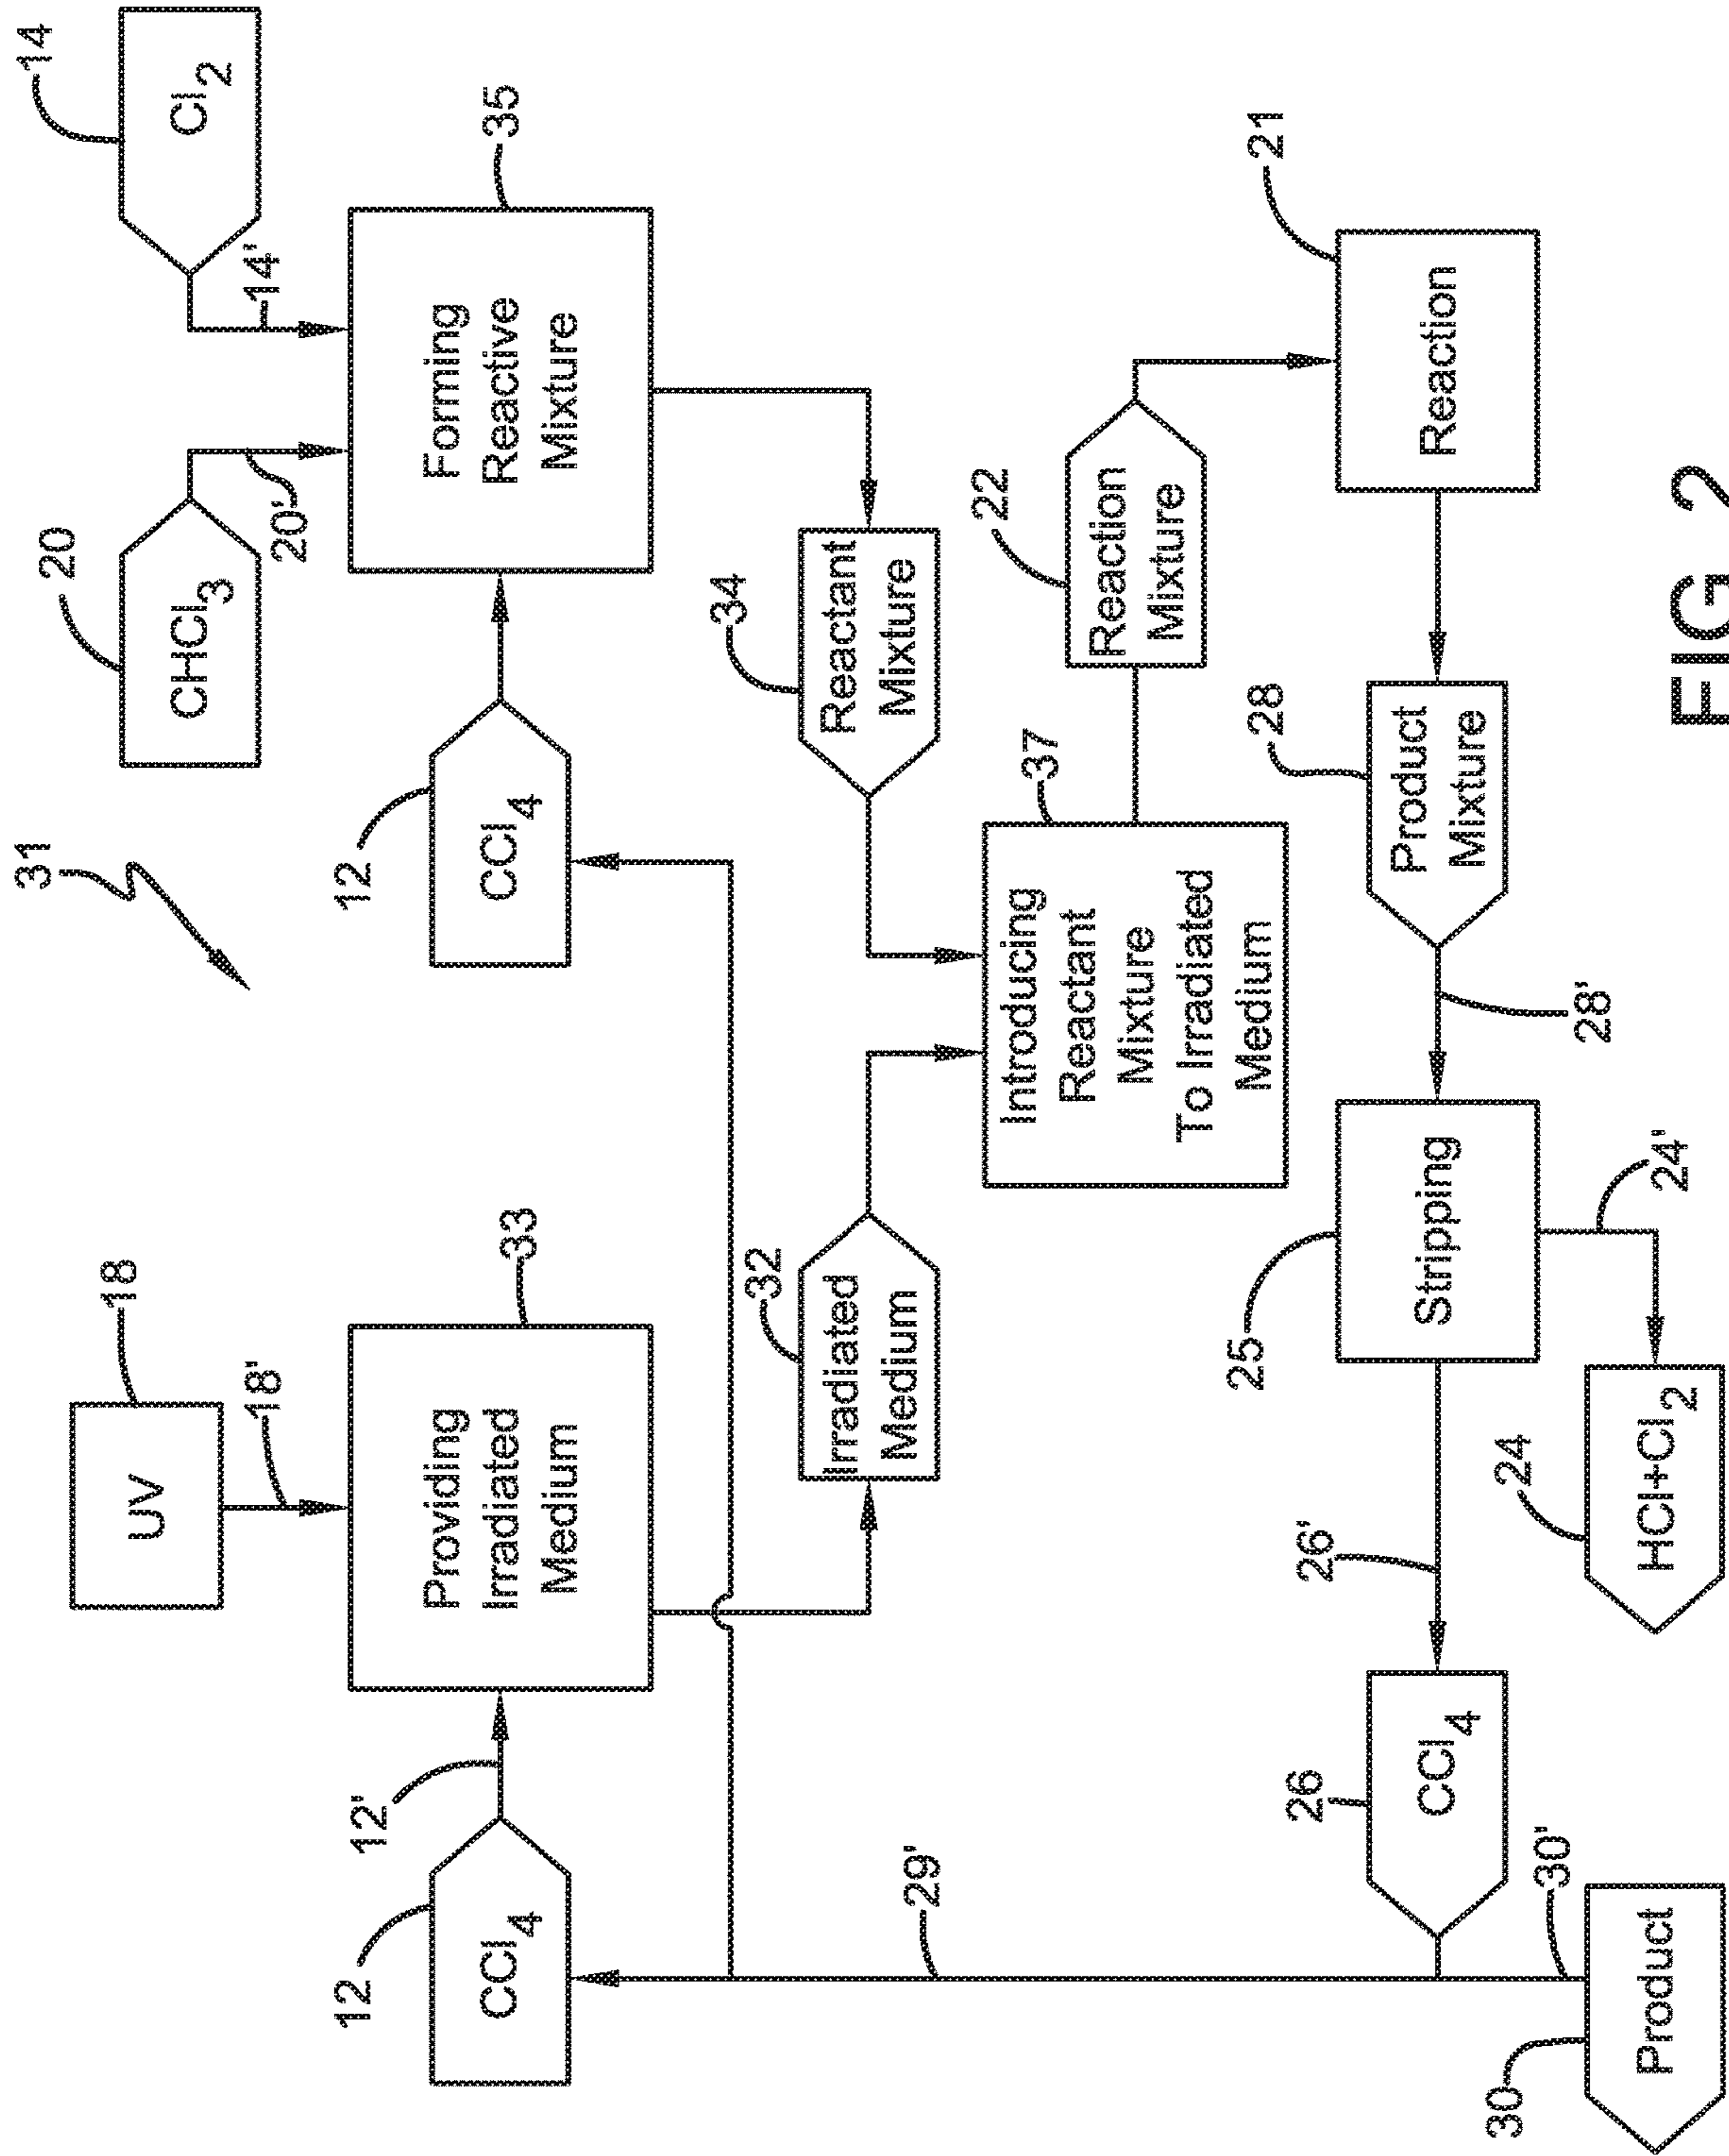 31
14
Cl2
14'
20
CHCl3
20'
Forming
Reactive
Mixture
35
12
CCl4
18
UV
18'
Providing
Irradiated
Medium
33
12
CCl4
12'
34
Reactant
Mixture
32
Irradiated
Medium
37
Introducing
Reactant
Mixture
To Irradiated
Medium
22
Reaction
Mixture
21
Reaction
28
Product
Mixture
28'
25
Stripping
24'
24
HCl+Cl2
26'
26
CCl4
29'
30'
30
Product
FIG 2